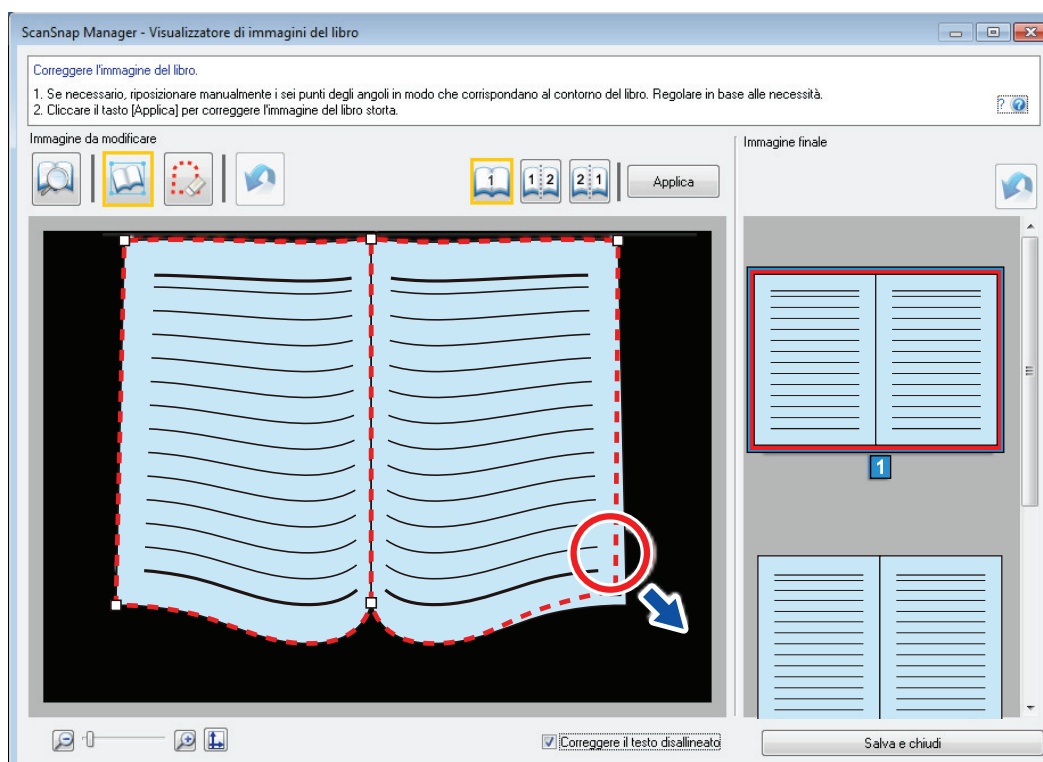 ScanSnap Manager - Visualizzatore di immagini del libro
Correggere l'immagine del libro.
1. Se necessario, riposizionare manualmente i sei punti degli angoli in modo che corrispondano al contorno del libro. Regolare in base alle necessità.
2. Cliccare il tasto [Applica] per correggere l'immagine del libro storta.
?
Immagine da modificare
Immagine finale
1
1 2
2 1
Applica
1
Correggere il testo disallineato
Salva e chiudi